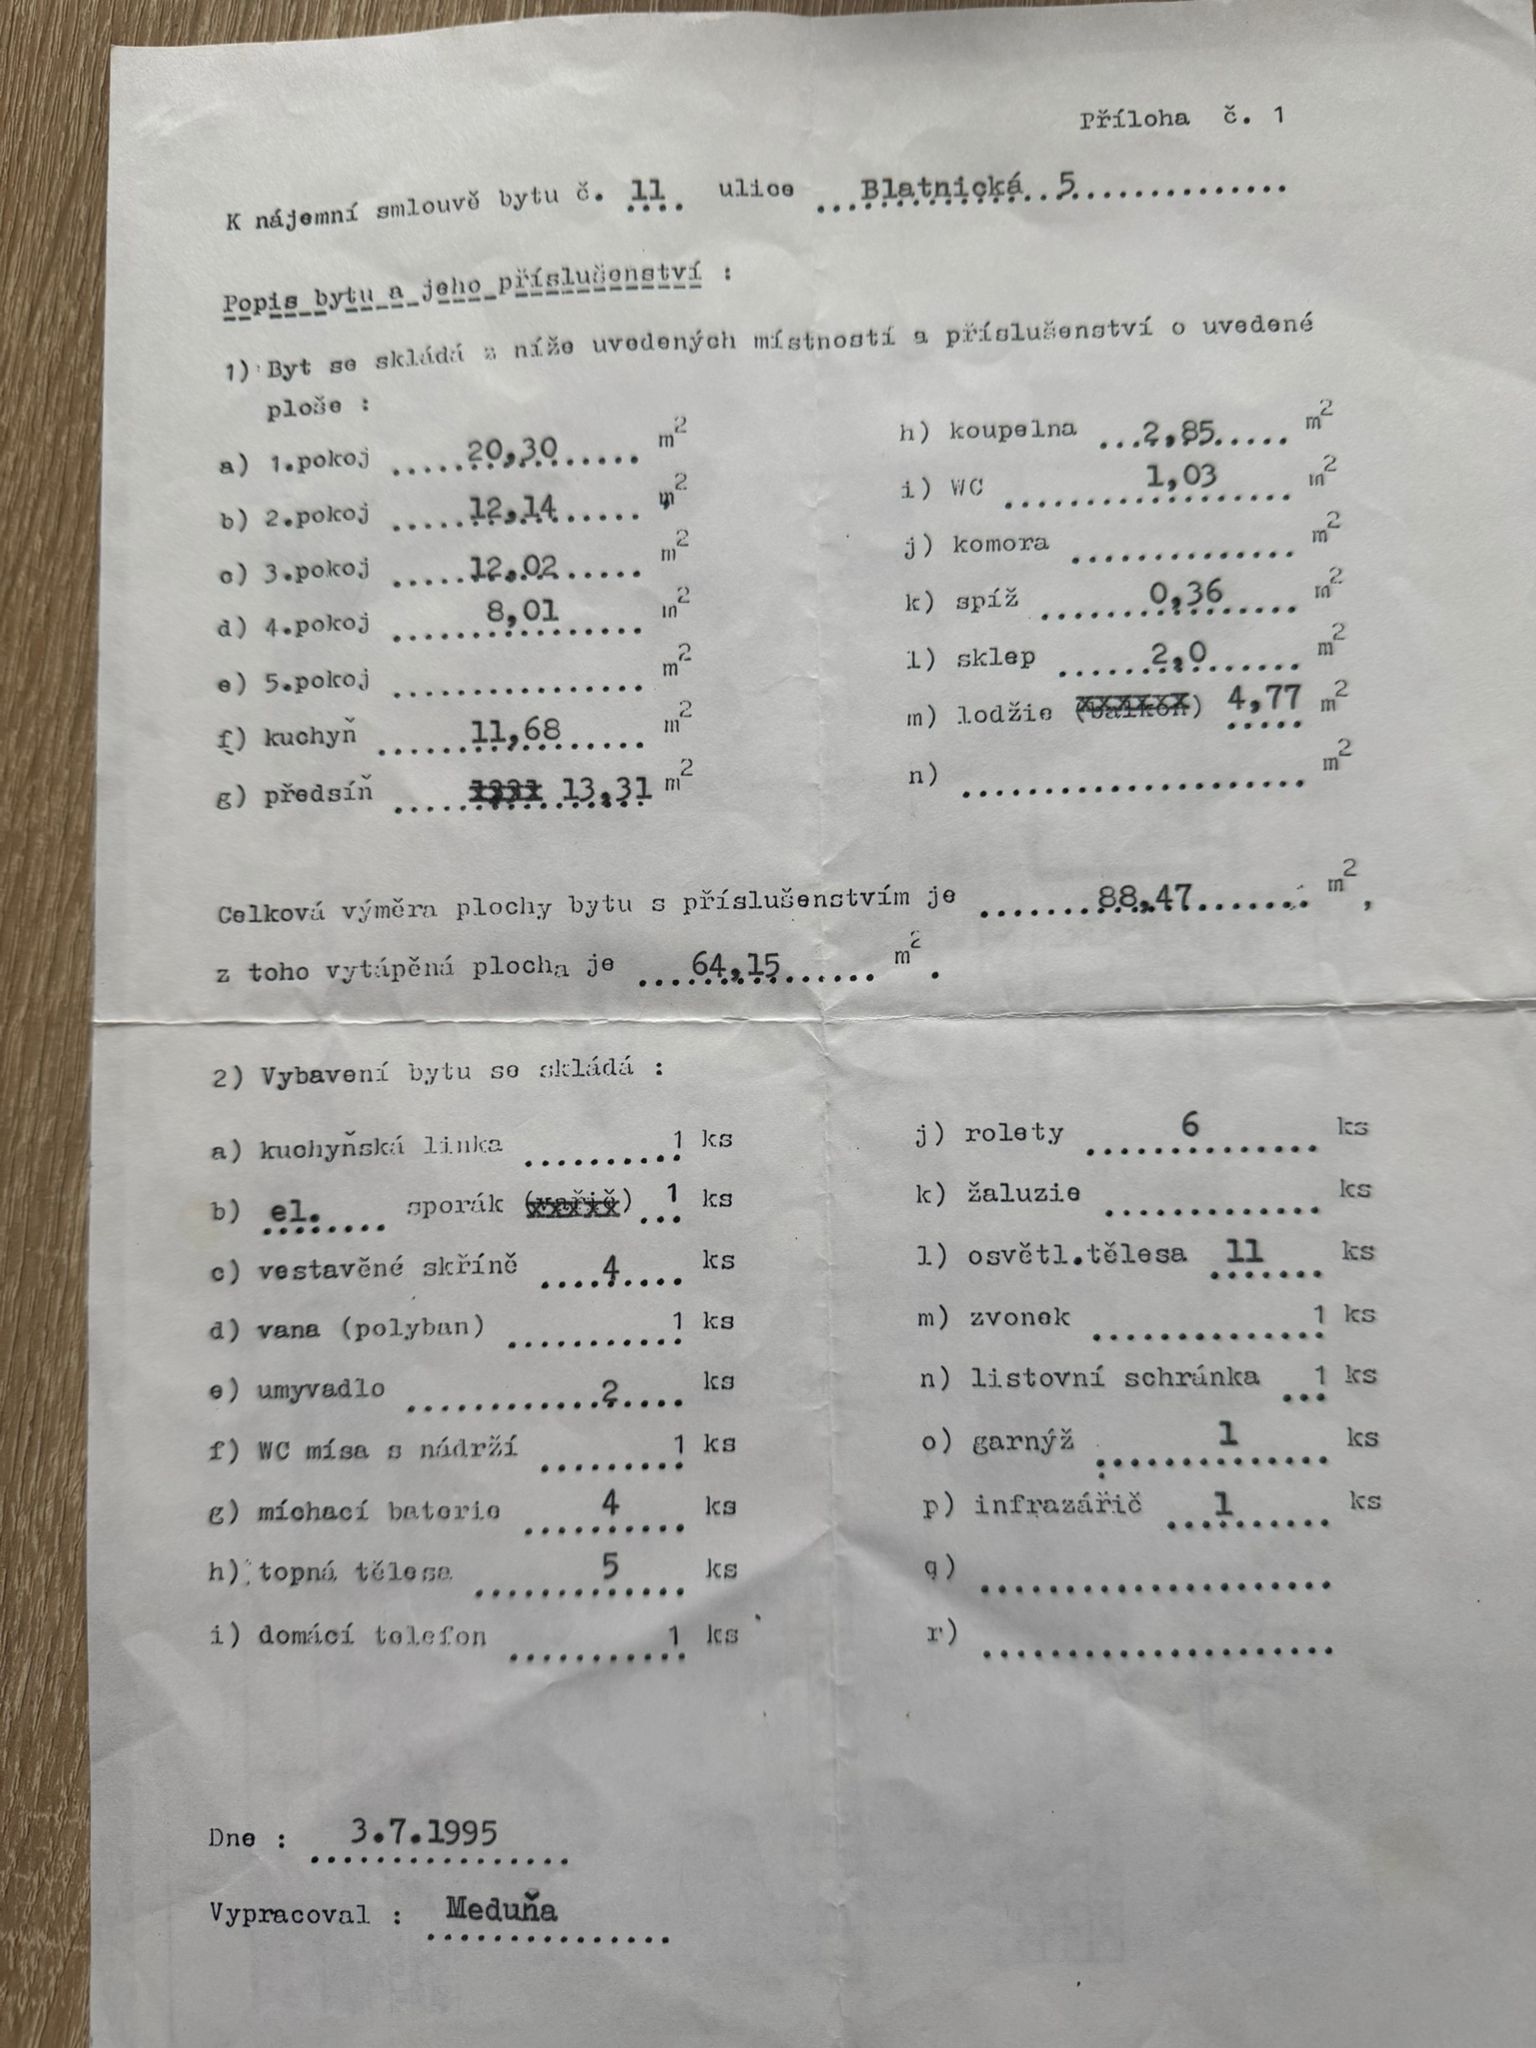 Příloha č. 1
K nájemní smlouvě bytu č. 11 ulice Blatnická 5
Popis bytu a jeho příslušenství :
1) Byt se skládá z níže uvedených místností a příslušenství o uvedené
ploše :
a) 1.pokoj 20,30 m2
b) 2.pokoj 12,14 m2
c) 3.pokoj 12,02 m2
d) 4.pokoj 8,01 m2
e) 5.pokoj m2
f) kuchyň 11,68 m2
g) předsíň 13,31 m2
h) koupelna 2,85 m2
i) WC 1,03 m2
j) komora m2
k) spíž 0,36 m2
l) sklep 2,0 m2
m) lodžie (balkon) 4,77 m2
n) m2
Celková výměra plochy bytu s příslušenstvím je 88,47 m2,
z toho vytápěná plocha je 64,15 m2.
2) Vybavení bytu se skládá :
a) kuchyňská linka 1 ks
b) el. sporák (vařič) 1 ks
c) vestavěné skříně 4 ks
d) vana (polyban) 1 ks
e) umyvadlo 2 ks
f) WC mísa s nádrží 1 ks
g) míchací baterie 4 ks
h) topná tělesa 5 ks
i) domácí telefon 1 ks
j) rolety 6 ks
k) žaluzie ks
l) osvětl.tělesa 11 ks
m) zvonek 1 ks
n) listovní schránka 1 ks
o) garnýž 1 ks
p) infrazářič 1 ks
q)
r)
Dne : 3.7.1995
Vypracoval : Meduňa